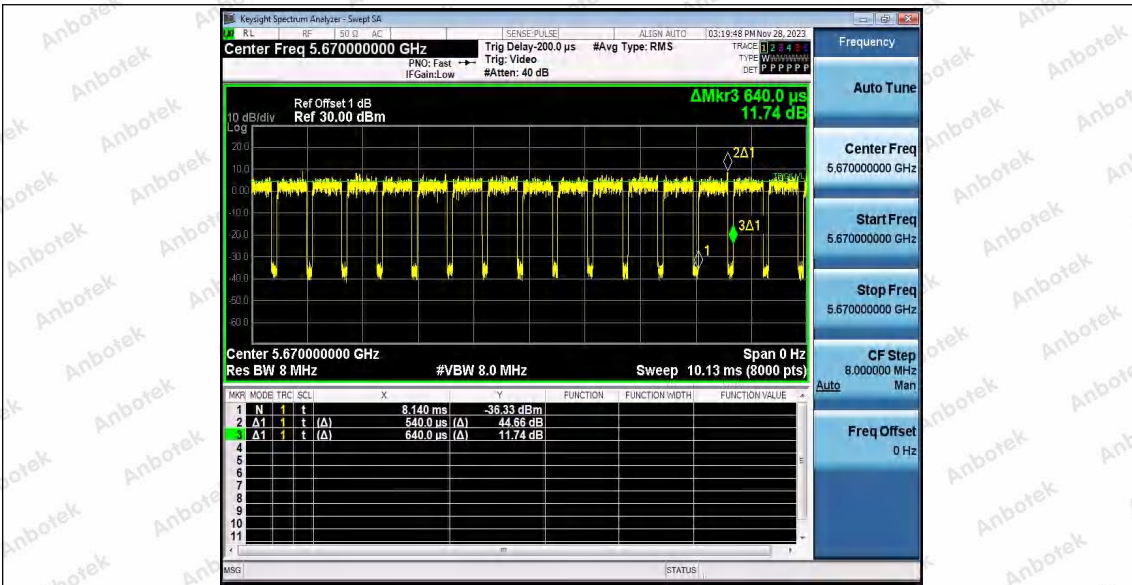 Keysight Spectrum Analyzer - Swept SA
RL RF 50 Ω AC SENSE:PULSE ALIGN AUTO 03:19:48 PM Nov 28, 2023
Center Freq 5.670000000 GHz
PNO: Fast
IFGain:Low
Trig Delay-200.0 µs
Trig: Video
#Atten: 40 dB
#Avg Type: RMS
TRACE 1 2 3 4 5 6
TYPE WWWWWW
DET P P P P P P
ΔMkr3 640.0 µs
11.74 dB
Ref Offset 1 dB
10 dB/div Ref 30.00 dBm
Log
20.0
10.0
0.00
-10.0
-20.0
-30.0
-40.0
-50.0
-60.0
2Δ1
TRIG LVL
3Δ1
1
Center 5.670000000 GHz Span 0 Hz
Res BW 8 MHz #VBW 8.0 MHz Sweep 10.13 ms (8000 pts)
MKR MODE TRC SCL X Y FUNCTION FUNCTION WIDTH FUNCTION VALUE
1 N 1 t 8.140 ms -36.33 dBm
2 Δ1 1 t (Δ) 540.0 µs (Δ) 44.66 dB
3 Δ1 1 t (Δ) 640.0 µs (Δ) 11.74 dB
4
5
6
7
8
9
10
11
MSG STATUS
Frequency
Auto Tune
Center Freq
5.670000000 GHz
Start Freq
5.670000000 GHz
Stop Freq
5.670000000 GHz
CF Step
8.000000 MHz
Auto Man
Freq Offset
0 Hz
Anbotek